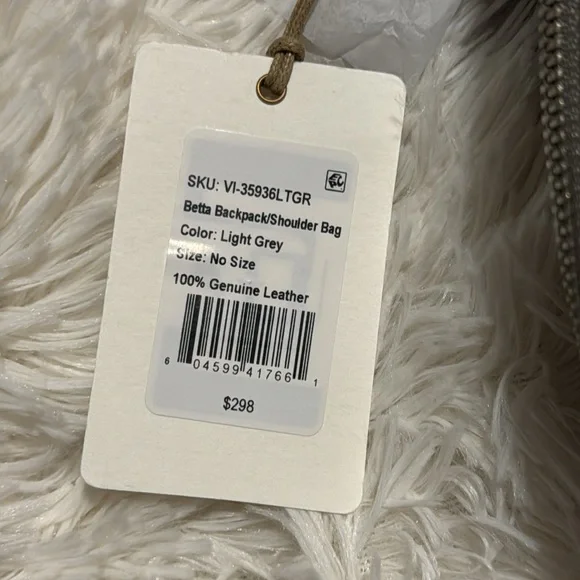 SKU: VI-35936LTGR
Betta Backpack/Shoulder Bag
Color: Light Grey
Size: No Size
100% Genuine Leather
6 04599 41766 1
$298